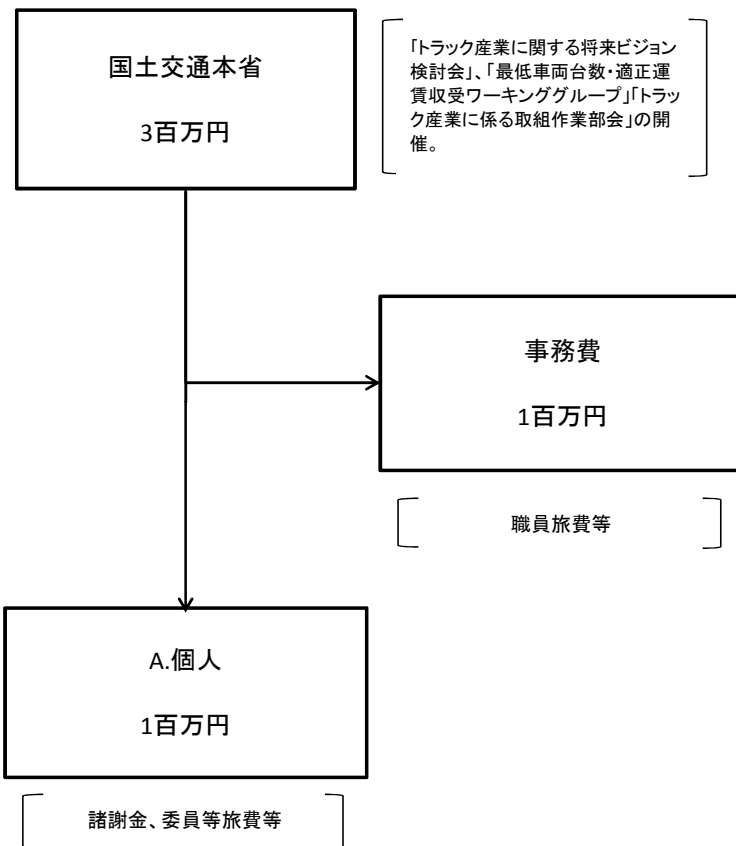 国土交通本省
3百万円
「トラック産業に関する将来ビジョン
検討会」、「最低車両台数・適正運
賃収受ワーキンググループ」「トラッ
ク産業に係る取組作業部会」の開
催。
事務費
1百万円
職員旅費等
A.個人
1百万円
諸謝金、委員等旅費等